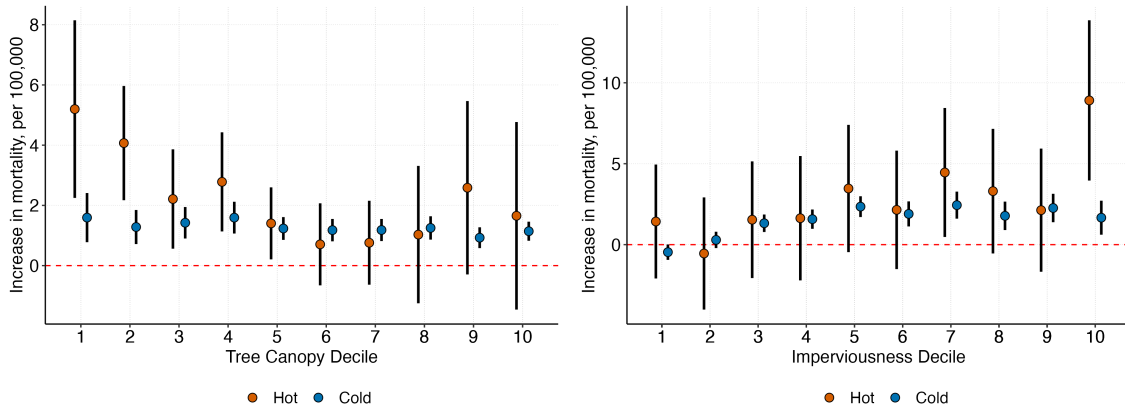 Increase in mortality, per 100,000
8
6
4
2
0
1 2 3 4 5 6 7 8 9 10
Tree Canopy Decile
Hot Cold
Increase in mortality, per 100,000
10
5
0
1 2 3 4 5 6 7 8 9 10
Imperviousness Decile
Hot Cold